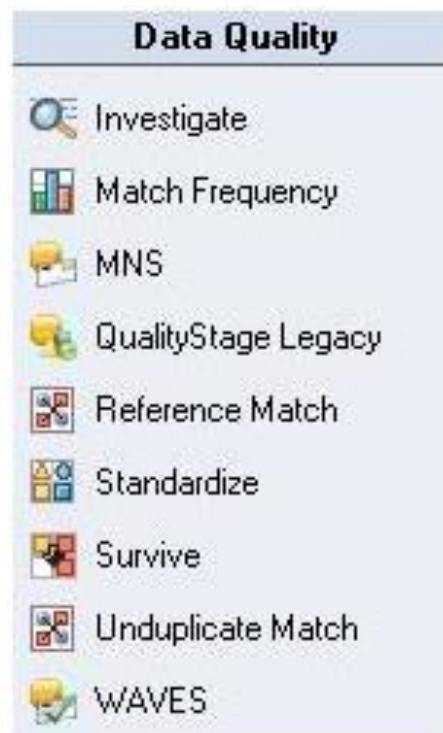 Data Quality
Investigate
Match Frequency
MNS
QualityStage Legacy
Reference Match
Standardize
Survive
Unduplicate Match
WAVES